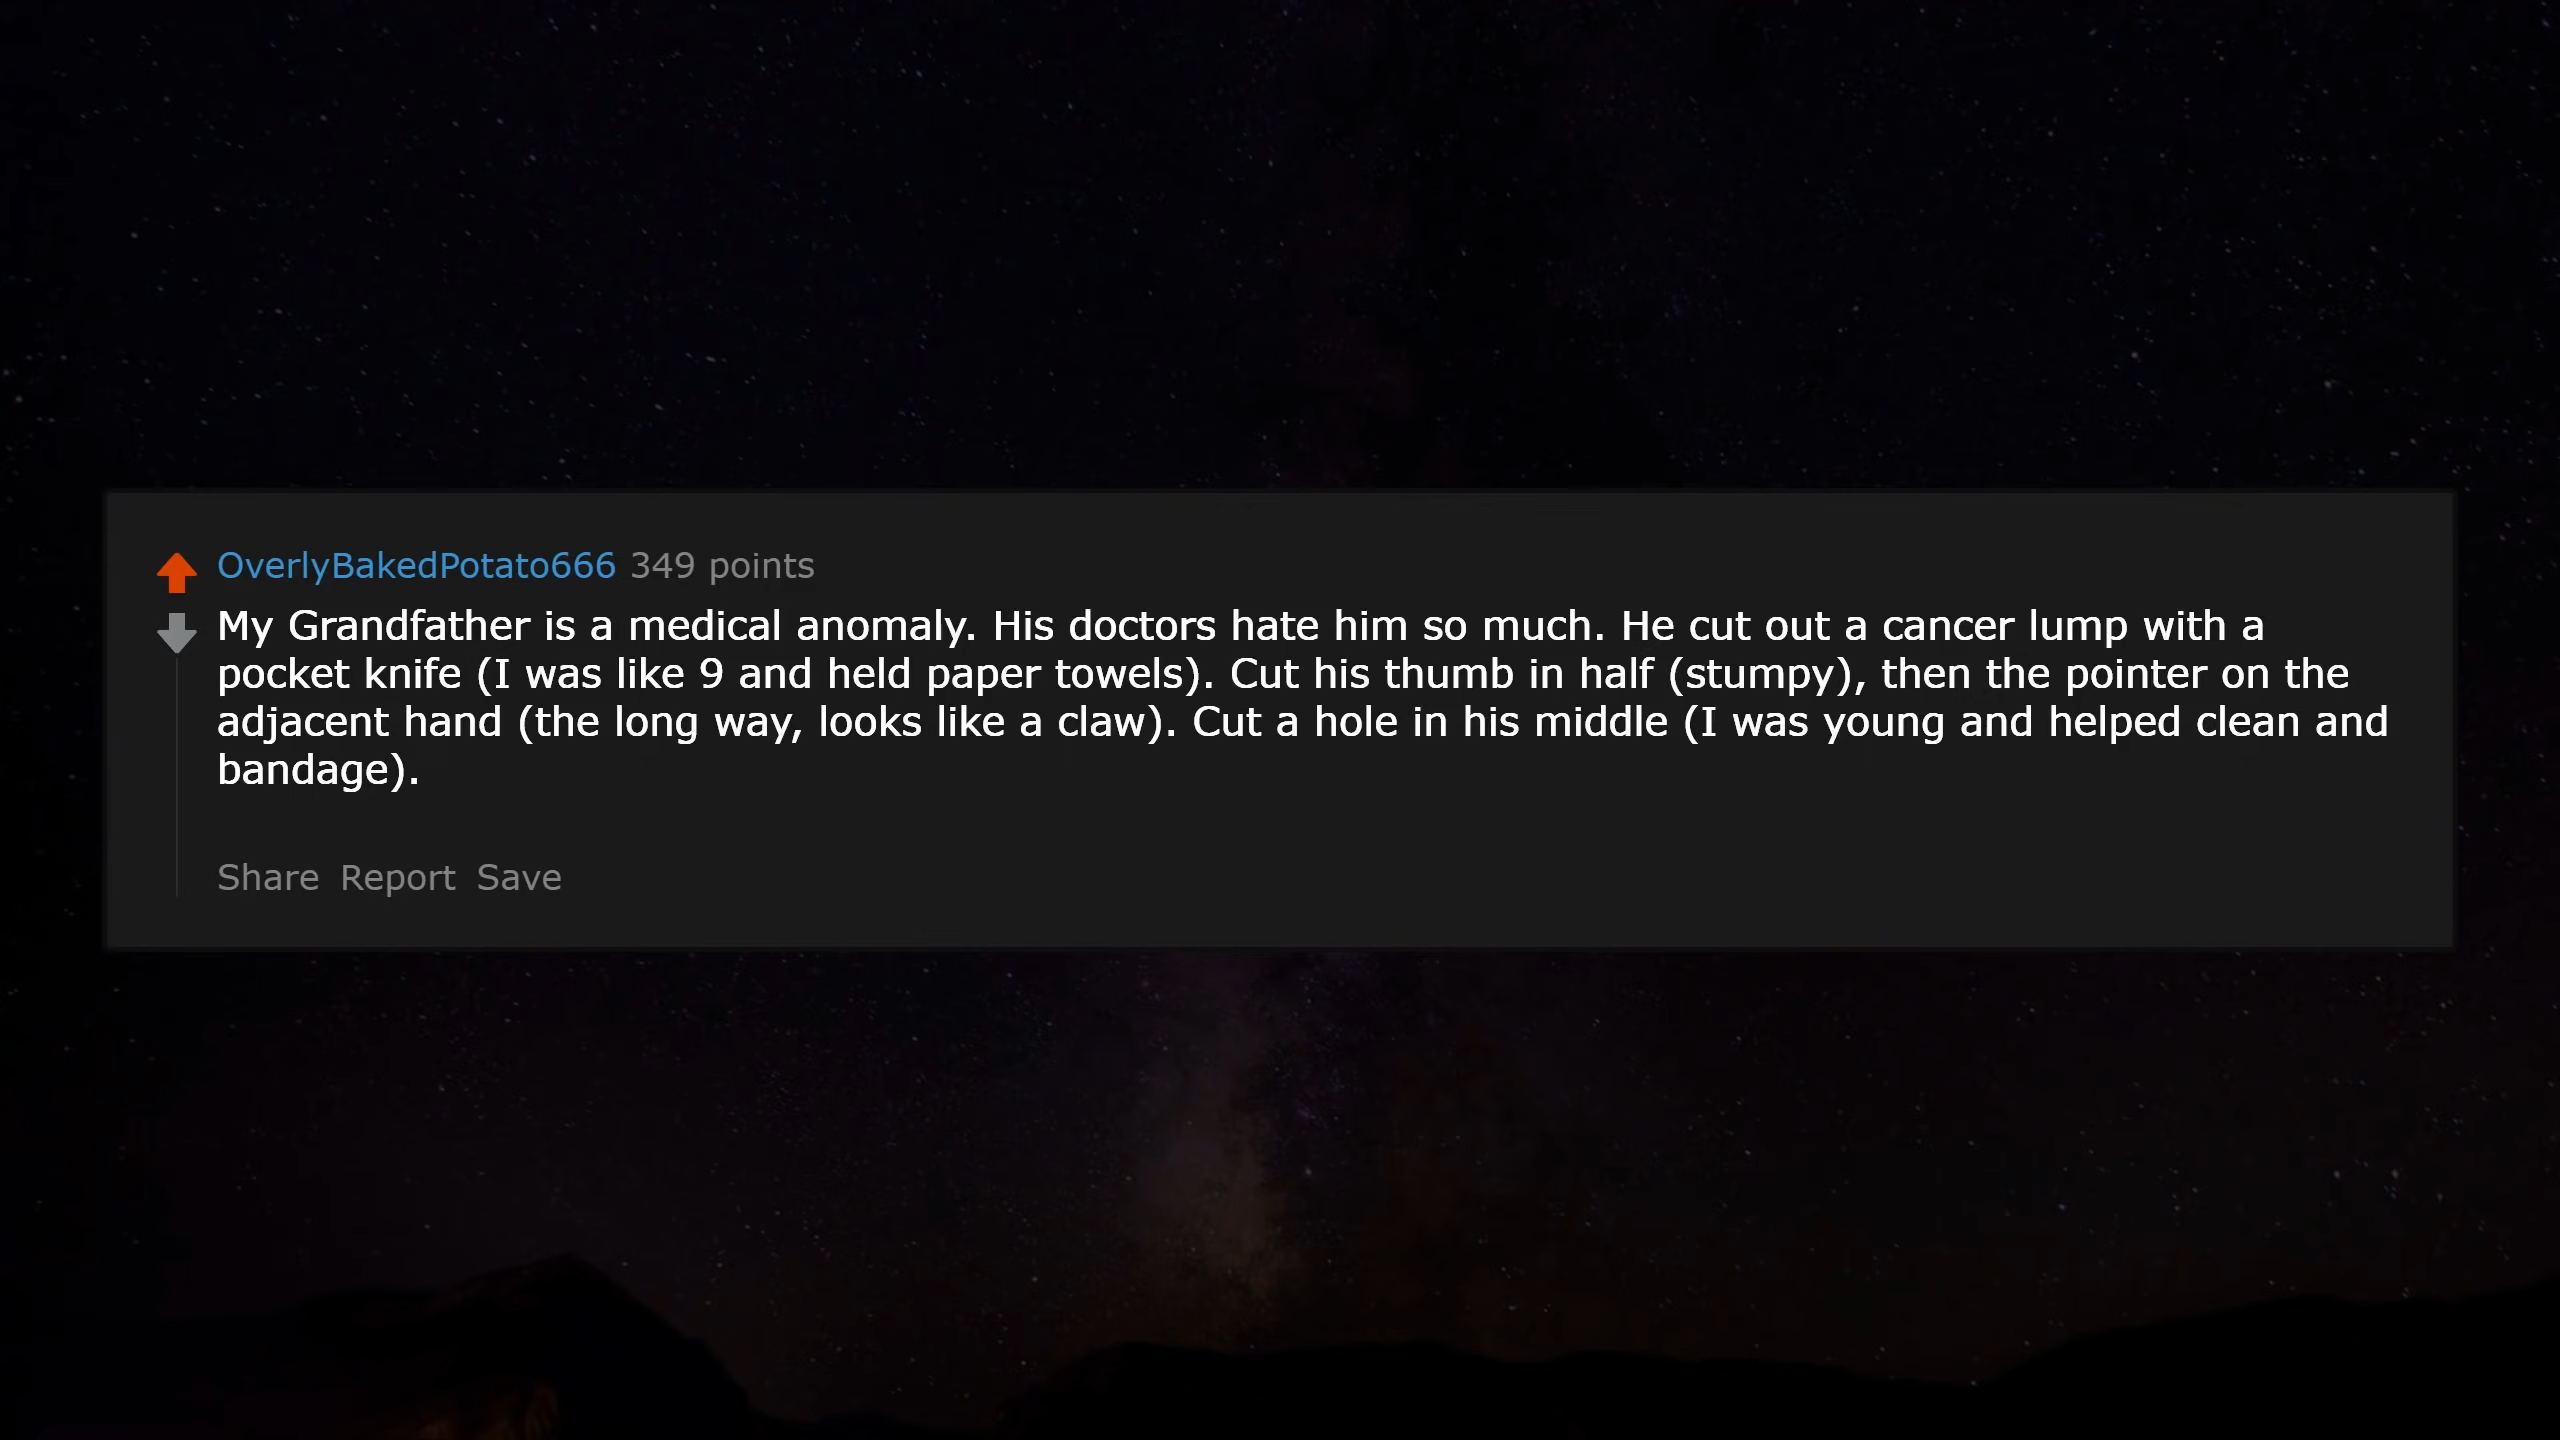 OverlyBakedPotato666 349 points
My Grandfather is a medical anomaly. His doctors hate him so much. He cut out a cancer lump with a
pocket knife (I was like 9 and held paper towels). Cut his thumb in half (stumpy), then the pointer on the
adjacent hand (the long way, looks like a claw). Cut a hole in his middle (I was young and helped clean and
bandage).
Share Report Save